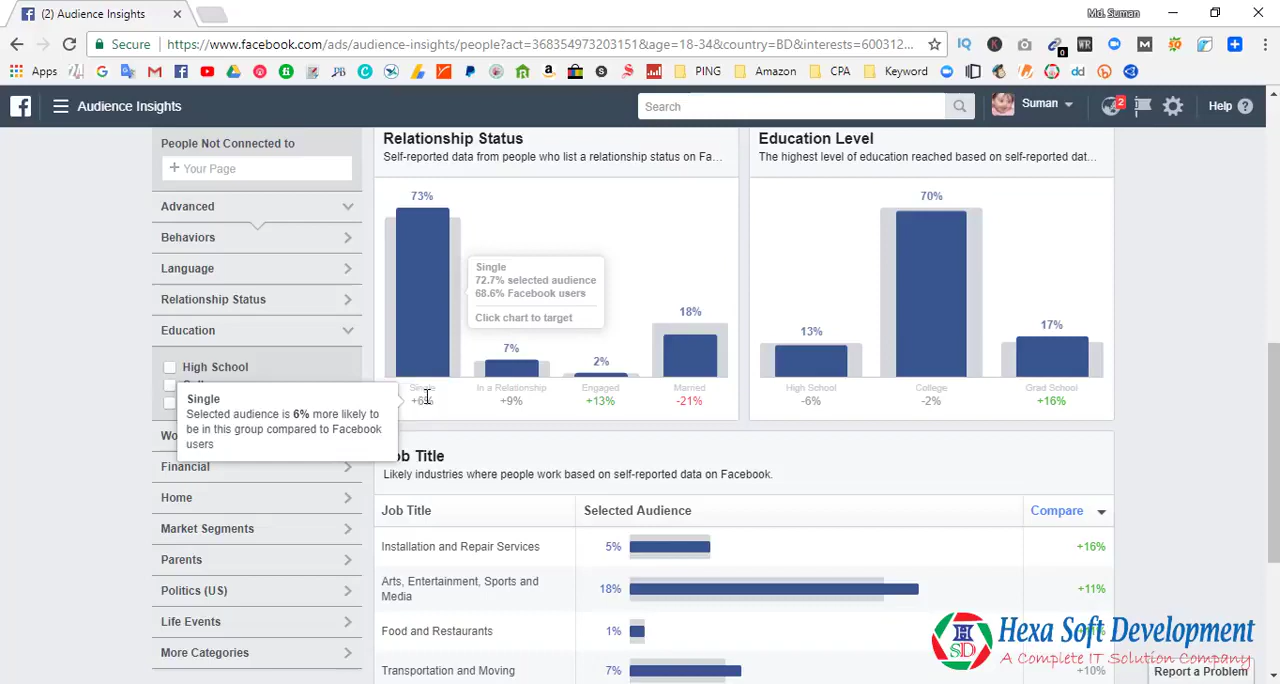 (2) Audience Insights
Md. Suman
Secure
https://www.facebook.com/ads/audience-insights/people?act=368354973203151&age=18-34&country=BD&interests=600312...
Apps
PING
Amazon
CPA
Keyword
Audience Insights
Search
Suman
2
Help
People Not Connected to
+ Your Page
Advanced
Behaviors
Language
Relationship Status
Education
High School
Single
Selected audience is 6% more likely to
be in this group compared to Facebook
users
Financial
Home
Market Segments
Parents
Politics (US)
Life Events
More Categories
Relationship Status
Self-reported data from people who list a relationship status on Fa...
73%
7%
2%
18%
Single
72.7% selected audience
68.6% Facebook users
Click chart to target
Single
In a Relationship
Engaged
Married
+6%
+9%
+13%
-21%
Education Level
The highest level of education reached based on self-reported dat...
13%
70%
17%
High School
College
Grad School
-6%
-2%
+16%
Job Title
Likely industries where people work based on self-reported data on Facebook.
Job Title
Selected Audience
Compare
Installation and Repair Services
5%
+16%
Arts, Entertainment, Sports and
Media
18%
+11%
Food and Restaurants
1%
Transportation and Moving
7%
+10%
HSD
Hexa Soft Development
A Complete IT Solution Company
Report a Problem